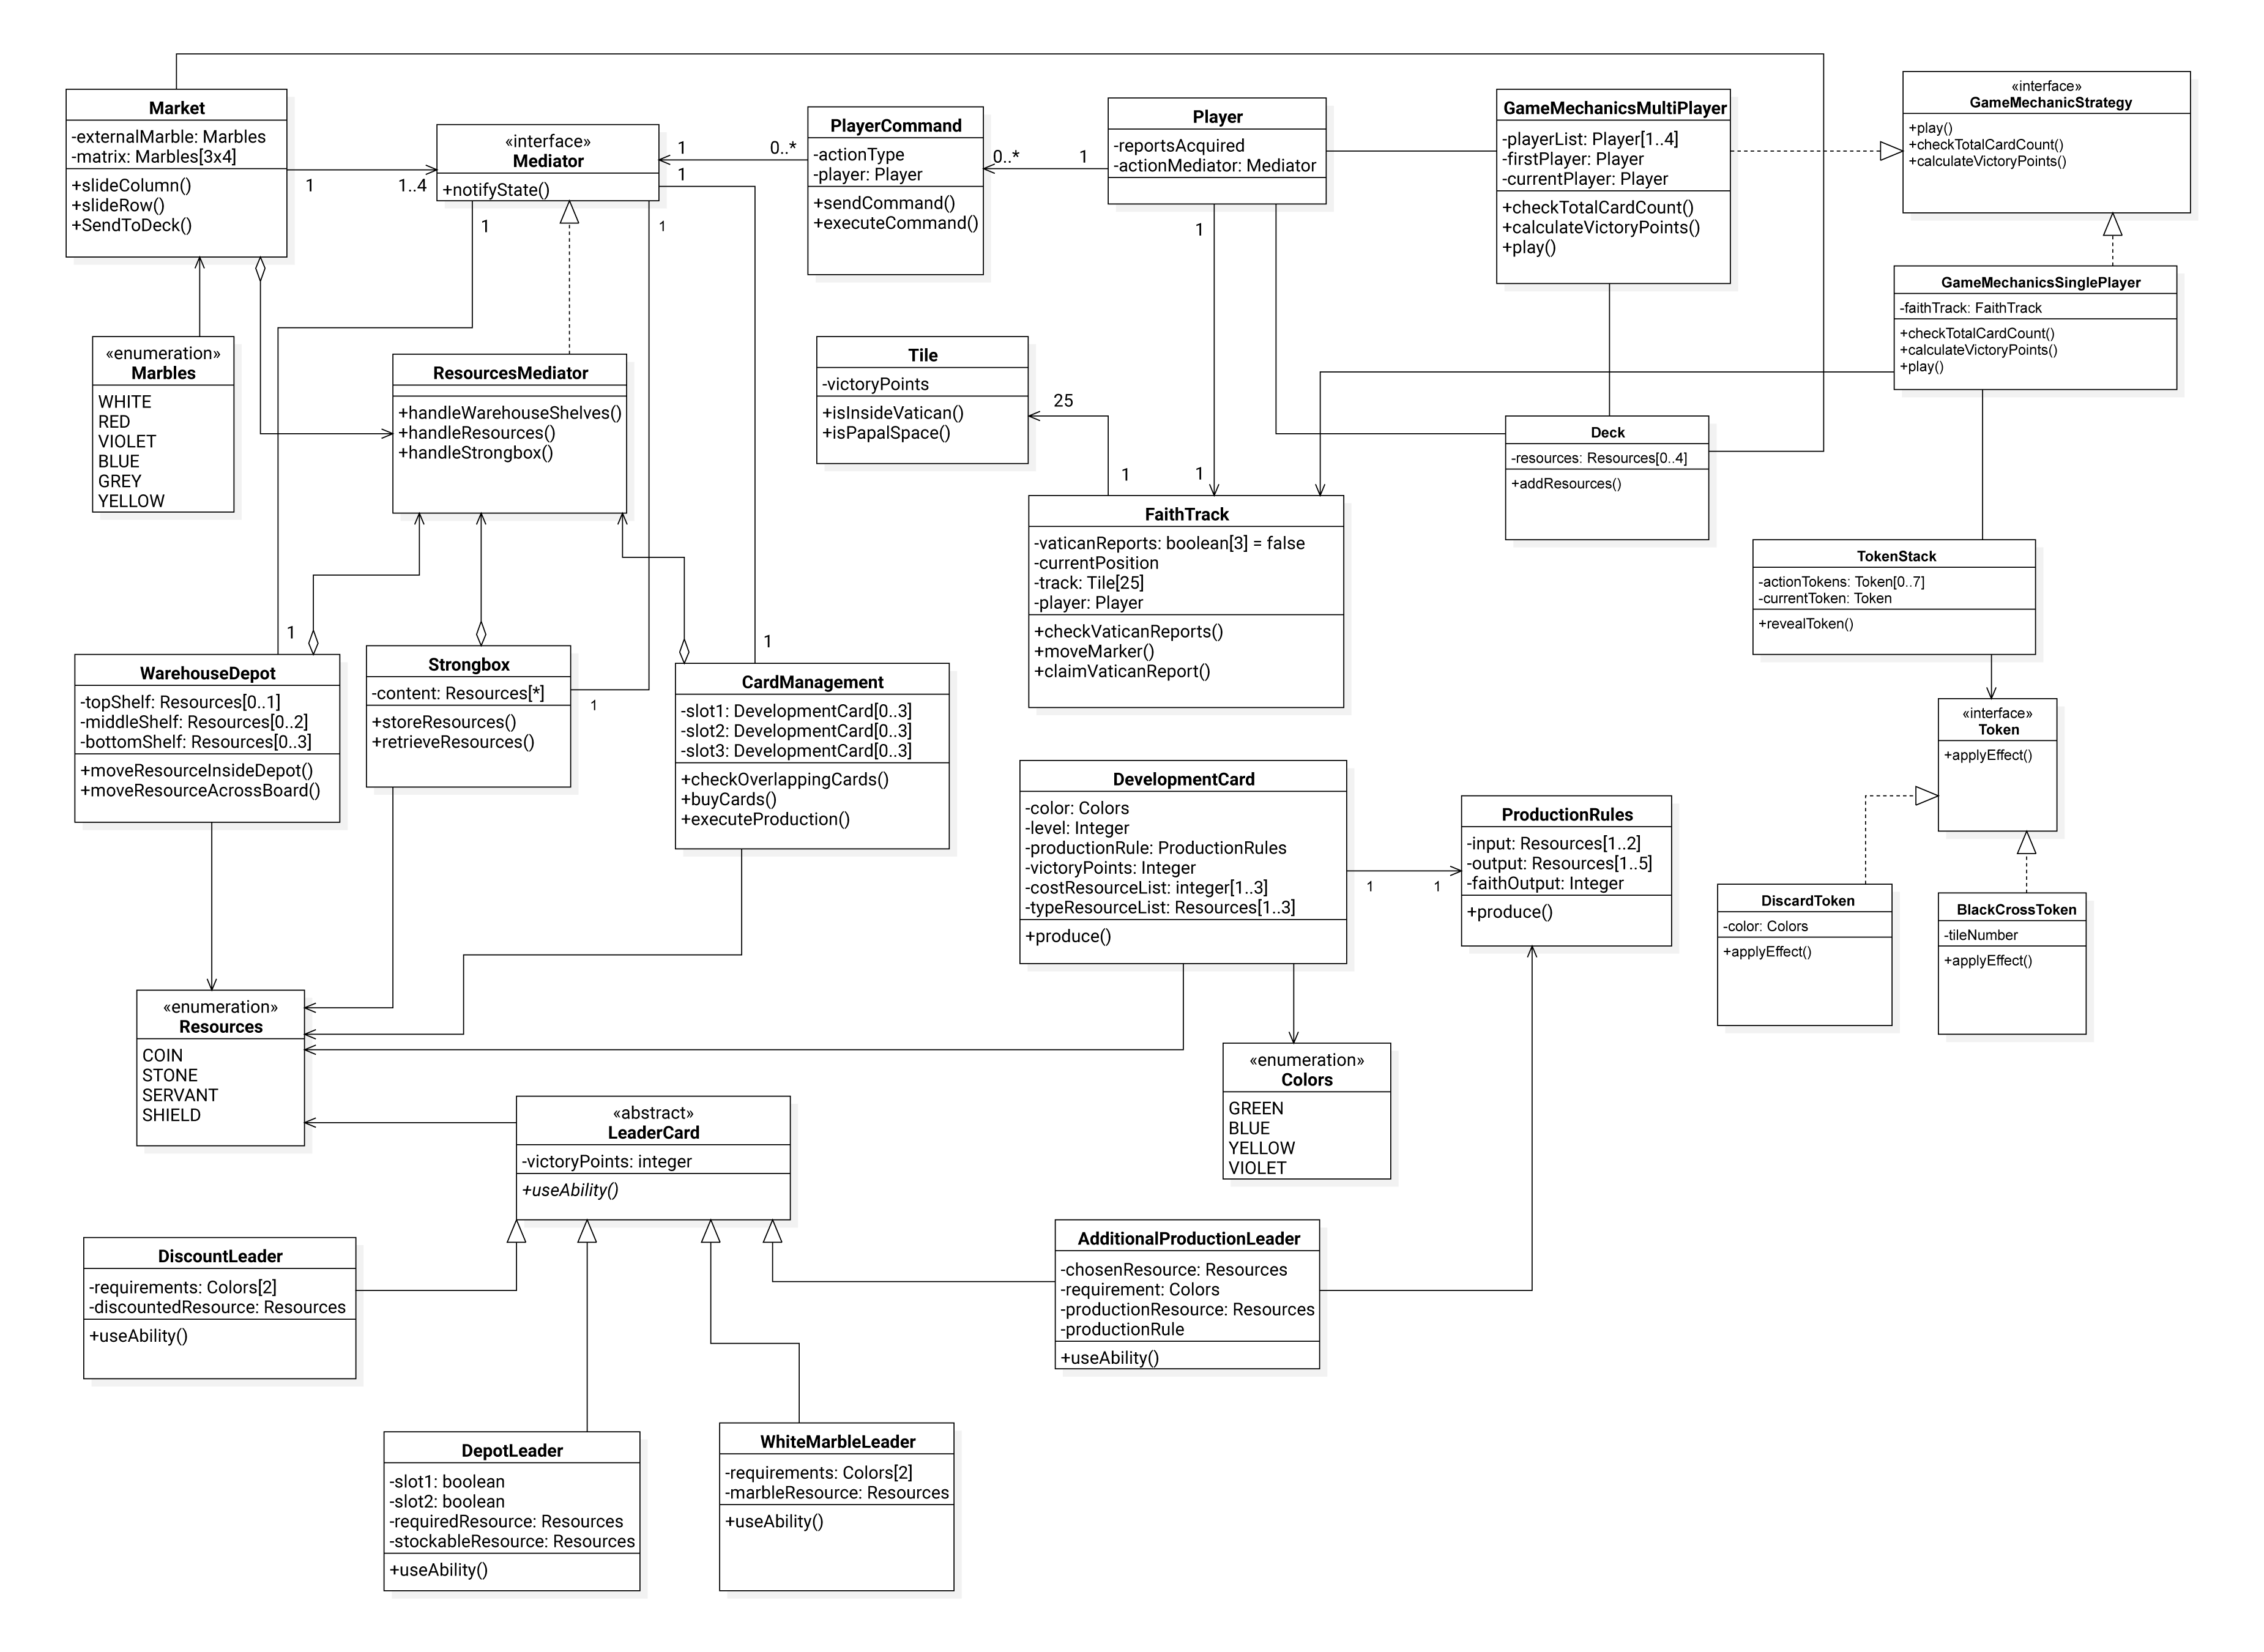 Market
-externalMarble: Marbles
-matrix: Marbles[3x4]
+slideColumn()
+slideRow()
+SendToDeck()
1
1..4
«interface»
Mediator
+notifyState()
1
1
1
1
0..*
PlayerCommand
-actionType
-player: Player
+sendCommand()
+executeCommand()
0..*
1
Player
-reportsAcquired
-actionMediator: Mediator
1
GameMechanicsMultiPlayer
-playerList: Player[1..4]
-firstPlayer: Player
-currentPlayer: Player
+checkTotalCardCount()
+calculateVictoryPoints()
+play()
«interface»
GameMechanicStrategy
+play()
+checkTotalCardCount()
+calculateVictoryPoints()
GameMechanicsSinglePlayer
-faithTrack: FaithTrack
+checkTotalCardCount()
+calculateVictoryPoints()
+play()
«enumeration»
Marbles
WHITE
RED
VIOLET
BLUE
GREY
YELLOW
ResourcesMediator
+handleWarehouseShelves()
+handleResources()
+handleStrongbox()
Tile
-victoryPoints
+isInsideVatican()
+isPapalSpace()
25
1
1
Deck
-resources: Resources[0..4]
+addResources()
FaithTrack
-vaticanReports: boolean[3] = false
-currentPosition
-track: Tile[25]
-player: Player
+checkVaticanReports()
+moveMarker()
+claimVaticanReport()
TokenStack
-actionTokens: Token[0..7]
-currentToken: Token
+revealToken()
1
WarehouseDepot
-topShelf: Resources[0..1]
-middleShelf: Resources[0..2]
-bottomShelf: Resources[0..3]
+moveResourceInsideDepot()
+moveResourceAcrossBoard()
Strongbox
-content: Resources[*]
+storeResources()
+retrieveResources()
1
1
CardManagement
-slot1: DevelopmentCard[0..3]
-slot2: DevelopmentCard[0..3]
-slot3: DevelopmentCard[0..3]
+checkOverlappingCards()
+buyCards()
+executeProduction()
«interface»
Token
+applyEffect()
DevelopmentCard
-color: Colors
-level: Integer
-productionRule: ProductionRules
-victoryPoints: Integer
-costResourceList: integer[1..3]
-typeResourceList: Resources[1..3]
+produce()
1
1
ProductionRules
-input: Resources[1..2]
-output: Resources[1..5]
-faithOutput: Integer
+produce()
DiscardToken
-color: Colors
+applyEffect()
BlackCrossToken
-tileNumber
+applyEffect()
«enumeration»
Resources
COIN
STONE
SERVANT
SHIELD
«enumeration»
Colors
GREEN
BLUE
YELLOW
VIOLET
«abstract»
LeaderCard
-victoryPoints: integer
+useAbility()
DiscountLeader
-requirements: Colors[2]
-discountedResource: Resources
+useAbility()
AdditionalProductionLeader
-chosenResource: Resources
-requirement: Colors
-productionResource: Resources
-productionRule
+useAbility()
DepotLeader
-slot1: boolean
-slot2: boolean
-requiredResource: Resources
-stockableResource: Resources
+useAbility()
WhiteMarbleLeader
-requirements: Colors[2]
-marbleResource: Resources
+useAbility()